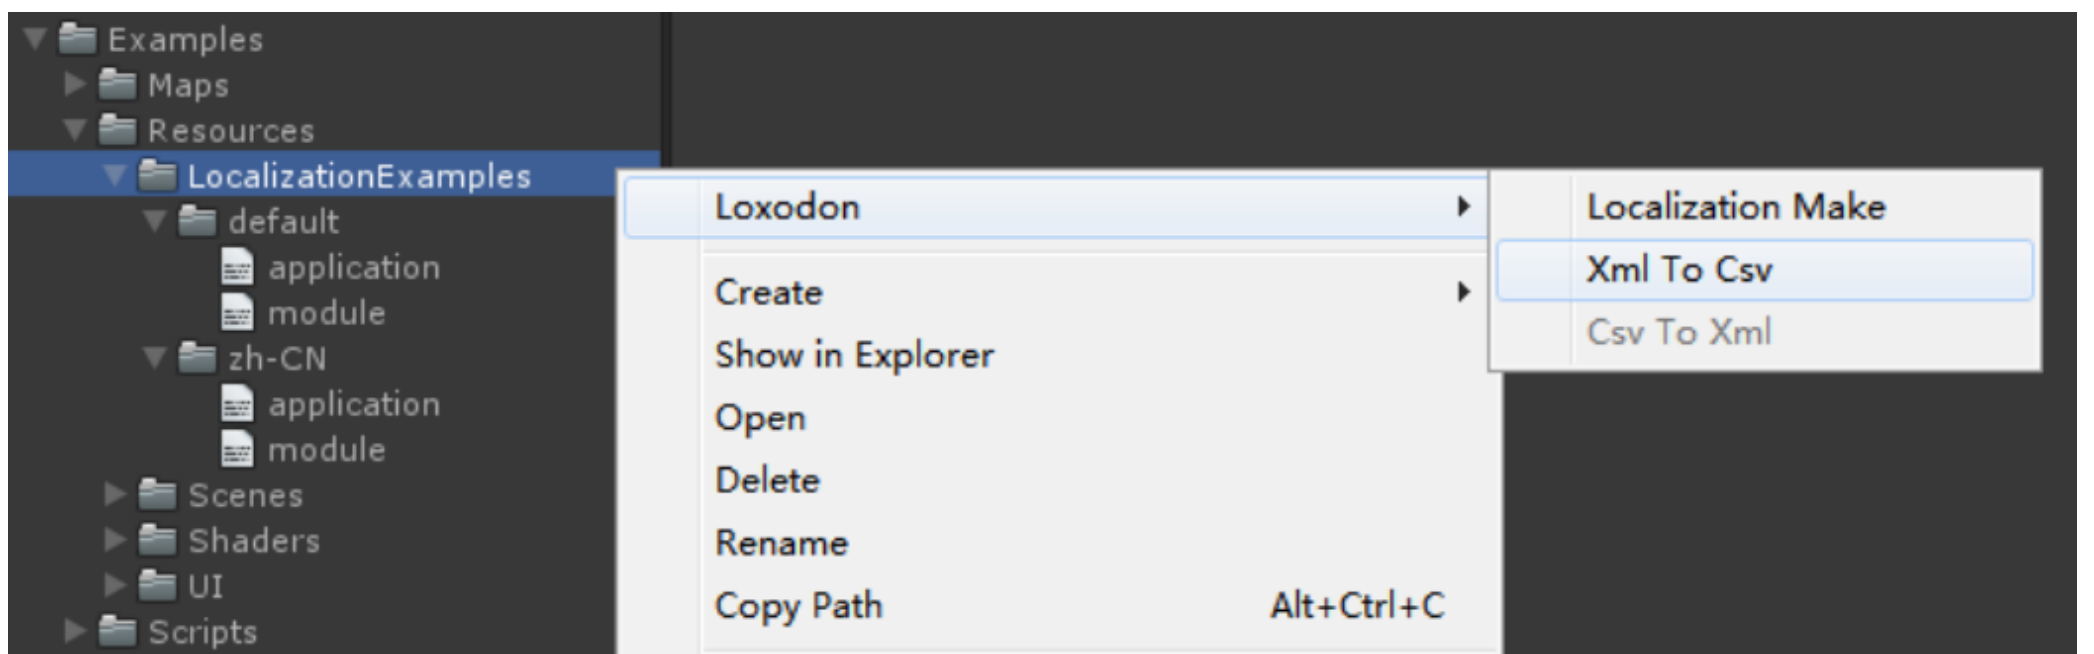 Examples
Maps
Resources
LocalizationExamples
default
application
module
zh-CN
application
module
Scenes
Shaders
UI
Scripts
Loxodon
Create
Show in Explorer
Open
Delete
Rename
Copy Path Alt+Ctrl+C
Localization Make
Xml To Csv
Csv To Xml